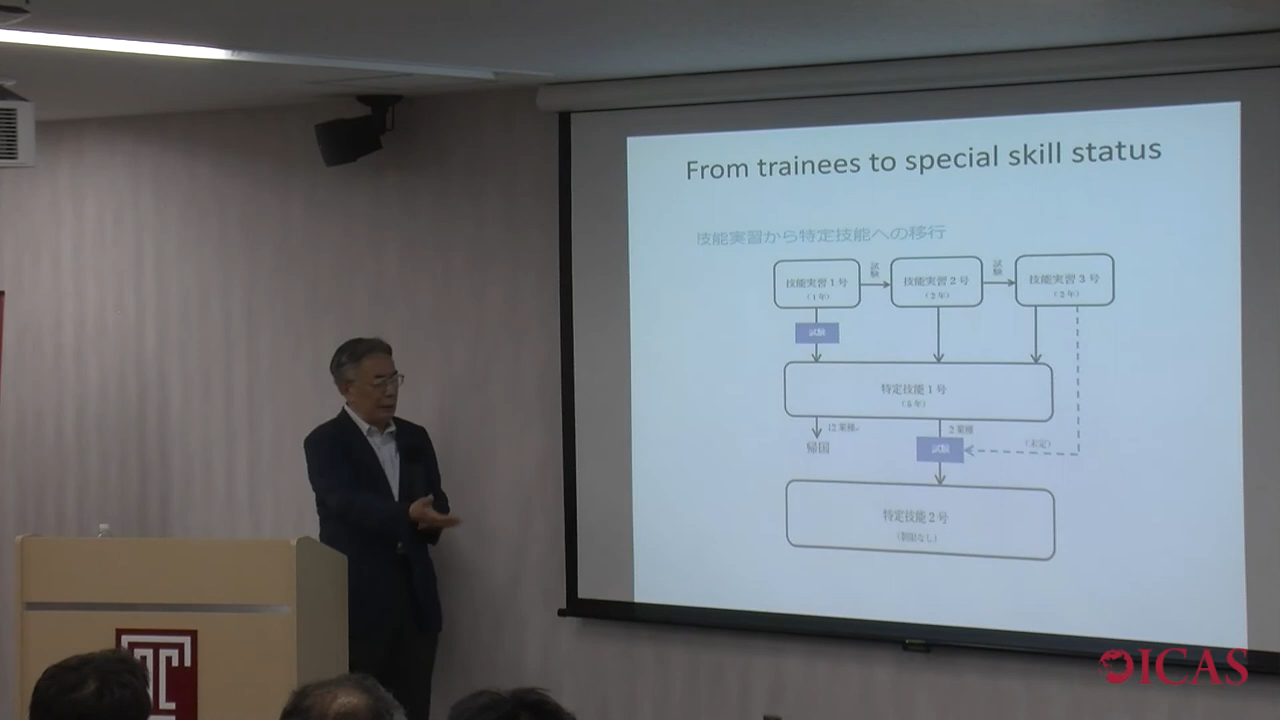 From trainees to special skill status
技能実習から特定技能への移行
技能実習1号
(1年)
試験
技能実習2号
(2年)
試験
技能実習3号
(2年)
試験
特定技能1号
(5年)
12業種
帰国
2業種
試験
(未定)
特定技能2号
(制限なし)
ICAS